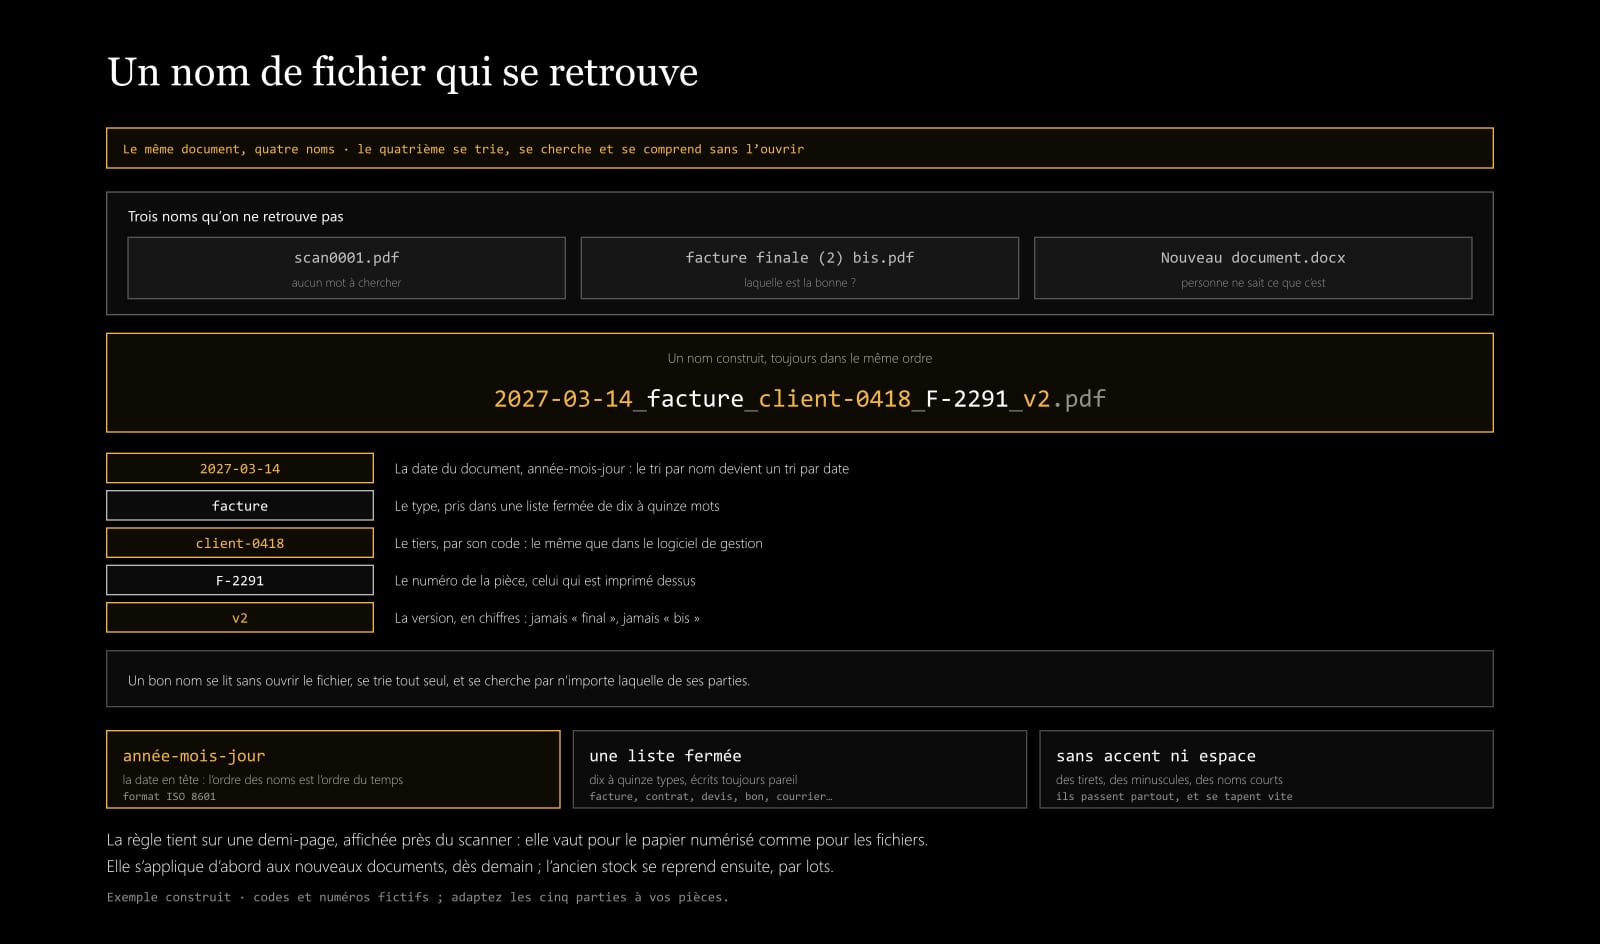 Un nom de fichier qui se retrouve
Le même document, quatre noms · le quatrième se trie, se cherche et se comprend sans l’ouvrir
Trois noms qu’on ne retrouve pas
scan0001.pdf
aucun mot à chercher
facture finale (2) bis.pdf
laquelle est la bonne ?
Nouveau document.docx
personne ne sait ce que c’est
Un nom construit, toujours dans le même ordre
2027-03-14_facture_client-0418_F-2291_v2.pdf
2027-03-14
La date du document, année-mois-jour : le tri par nom devient un tri par date
facture
Le type, pris dans une liste fermée de dix à quinze mots
client-0418
Le tiers, par son code : le même que dans le logiciel de gestion
F-2291
Le numéro de la pièce, celui qui est imprimé dessus
v2
La version, en chiffres : jamais « final », jamais « bis »
Un bon nom se lit sans ouvrir le fichier, se trie tout seul, et se cherche par n’importe laquelle de ses parties.
année-mois-jour
la date en tête : l’ordre des noms est l’ordre du temps
format ISO 8601
une liste fermée
dix à quinze types, écrits toujours pareil
facture, contrat, devis, bon, courrier…
sans accent ni espace
des tirets, des minuscules, des noms courts
ils passent partout, et se tapent vite
La règle tient sur une demi-page, affichée près du scanner : elle vaut pour le papier numérisé comme pour les fichiers.
Elle s’applique d’abord aux nouveaux documents, dès demain ; l’ancien stock se reprend ensuite, par lots.
Exemple construit · codes et numéros fictifs ; adaptez les cinq parties à vos pièces.